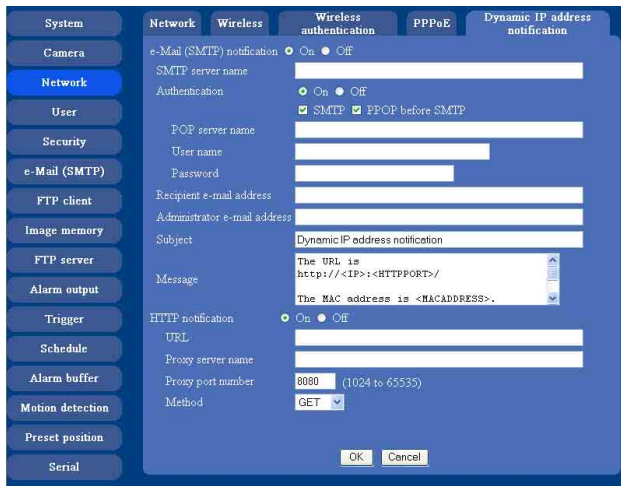 System
Camera
Network
User
Security
e-Mail (SMTP)
FTP client
Image memory
FTP server
Alarm output
Trigger
Schedule
Alarm buffer
Motion detection
Preset position
Serial
Network
Wireless
Wireless
authentication
PPPoE
Dynamic IP address
notification
e-Mail (SMTP) notification On Off
SMTP server name
Authentication On Off
SMTP PPOP before SMTP
POP server name
User name
Password
Recipient e-mail address
Administrator e-mail address
Subject Dynamic IP address notification
Message
The URL is
http://<IP>:<HTTPPORT>/
The MAC address is <MACADDRESS>.
HTTP notification On Off
URL
Proxy server name
Proxy port number 8080 (1024 to 65535)
Method GET
OK Cancel